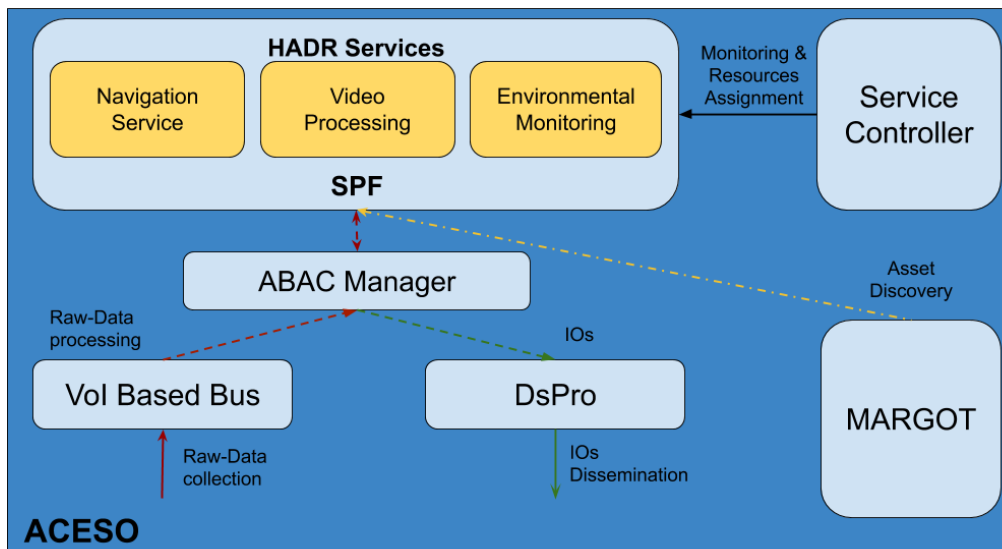 HADR Services
Navigation
Service
Video
Processing
Environmental
Monitoring
SPF
Monitoring &
Resources
Assignment
Service
Controller
ABAC Manager
Asset
Discovery
Raw-Data
processing
IOs
VoI Based Bus
DsPro
MARGOT
Raw-Data
collection
IOs
Dissemination
ACESO